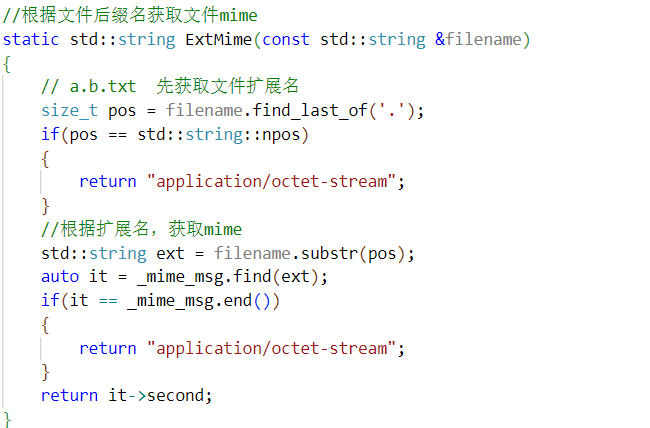 //根据文件后缀名获取文件mime
static std::string ExtMime(const std::string &filename)
{
    // a.b.txt  先获取文件扩展名
    size_t pos = filename.find_last_of('.');
    if(pos == std::string::npos)
    {
        return "application/octet-stream";
    }
    //根据扩展名，获取mime
    std::string ext = filename.substr(pos);
    auto it = _mime_msg.find(ext);
    if(it == _mime_msg.end())
    {
        return "application/octet-stream";
    }
    return it->second;
}